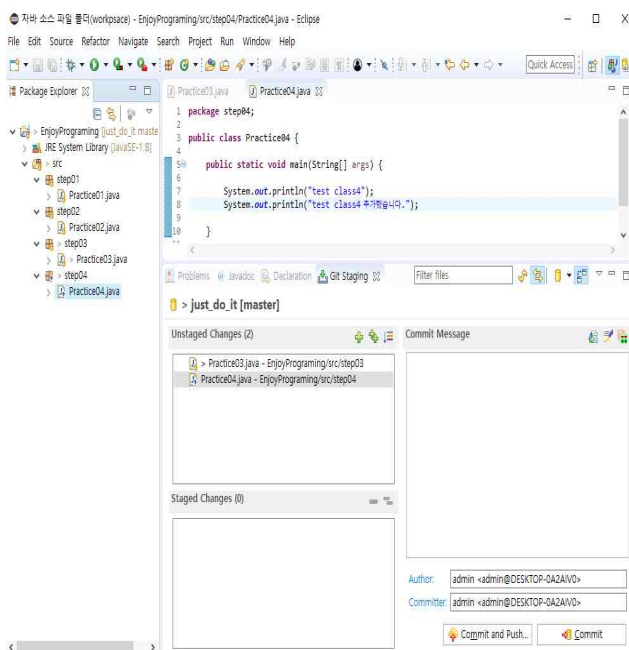 자바 소스 파일 폴더(workpsace) - EnjoyPrograming/src/step04/Practice04.java - Eclipse
File Edit Source Refactor Navigate Search Project Run Window Help
Quick Access
Package Explorer
EnjoyPrograming [just_do_it maste
JRE System Library [JavaSE-1.8]
> src
step01
Practice01.java
step02
Practice02.java
> step03
> Practice03.java
> step04
Practice04.java
Practice03.java Practice04.java
1 package step04;
2
3 public class Practice04 {
4
5 public static void main(String[] args) {
6
7 System.out.println("test class4");
8 System.out.println("test class4 추가했습니다.");
9
10 }
Problems Javadoc Declaration Git Staging
Filter files
> just_do_it [master]
Unstaged Changes (2)
> Practice03.java - EnjoyPrograming/src/step03
Practice04.java - EnjoyPrograming/src/step04
Staged Changes (0)
Commit Message
Author: admin <admin@DESKTOP-0A2AIV0>
Committer: admin <admin@DESKTOP-0A2AIV0>
Commit and Push... Commit